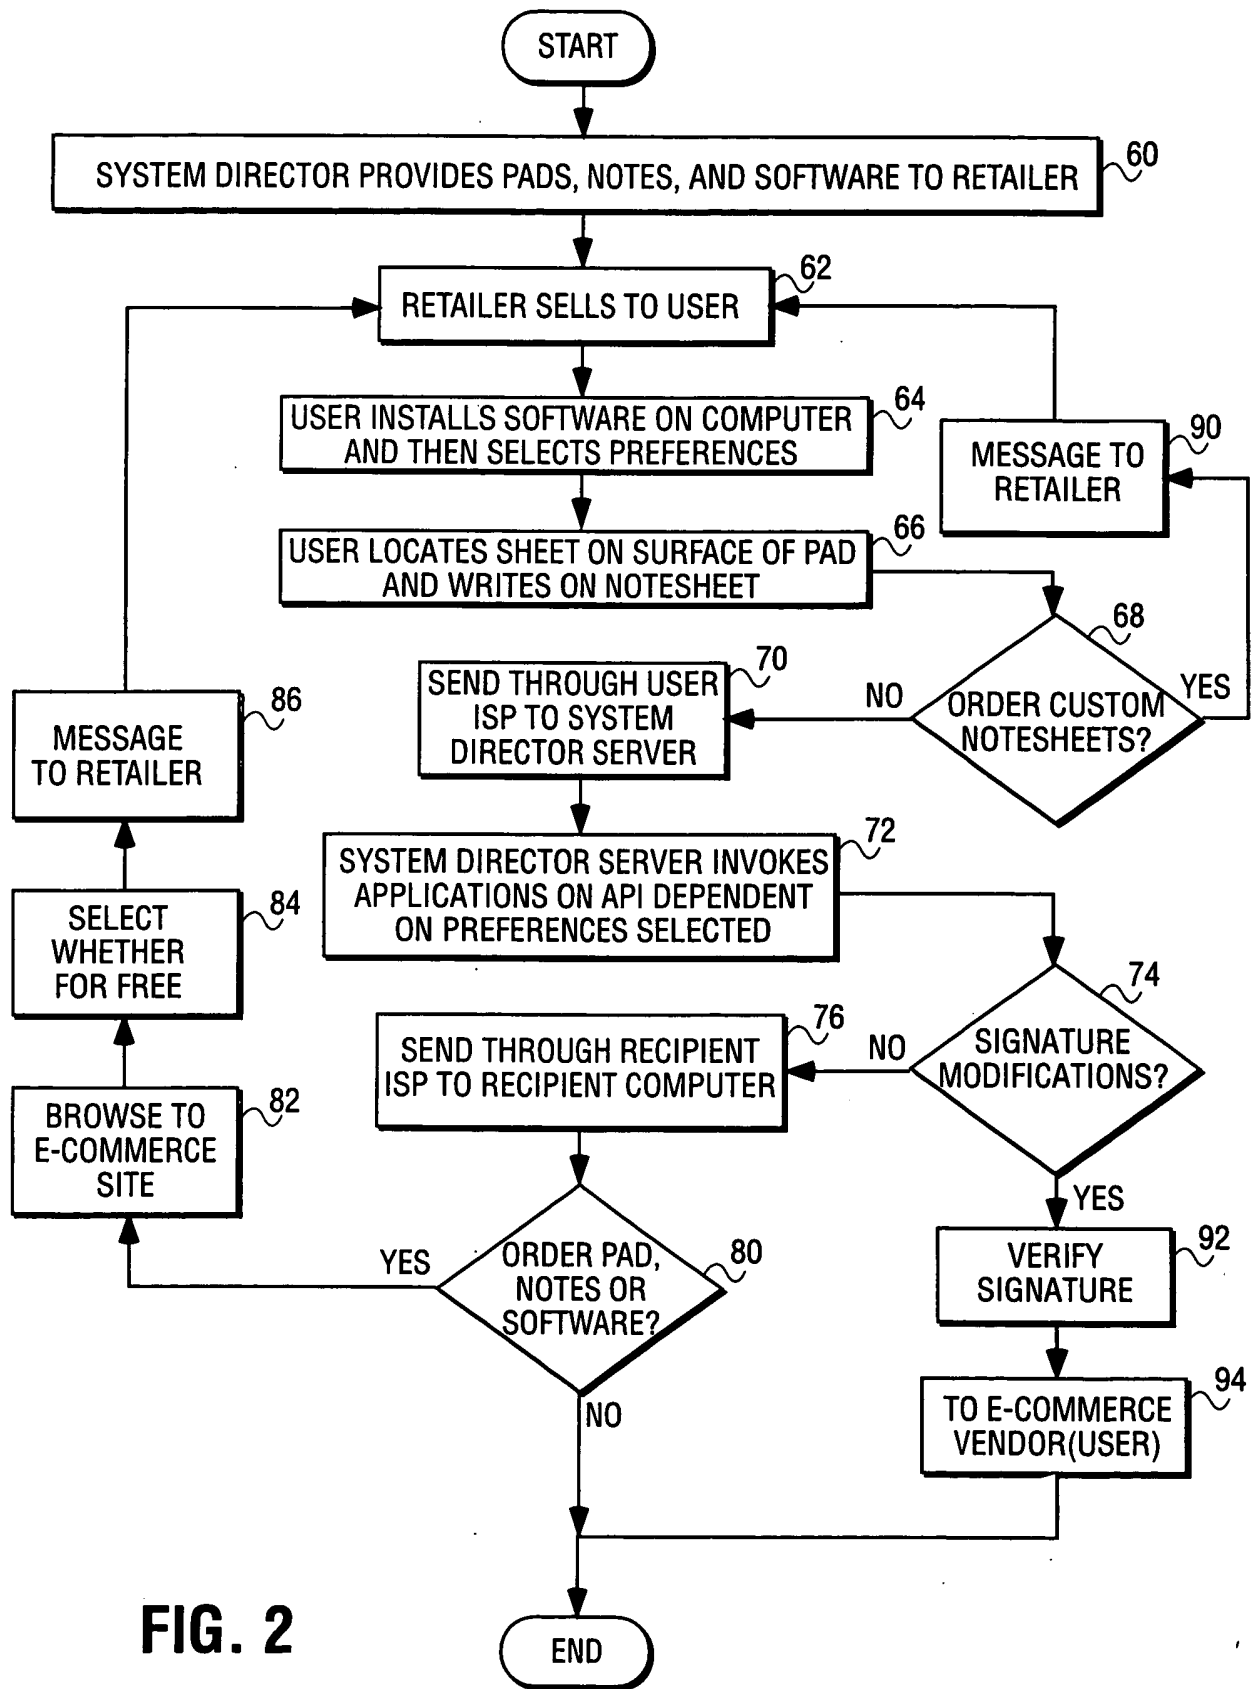 START
SYSTEM DIRECTOR PROVIDES PADS, NOTES, AND SOFTWARE TO RETAILER
60
RETAILER SELLS TO USER
62
USER INSTALLS SOFTWARE ON COMPUTER
AND THEN SELECTS PREFERENCES
64
MESSAGE TO
RETAILER
90
USER LOCATES SHEET ON SURFACE OF PAD
AND WRITES ON NOTESHEET
66
ORDER CUSTOM
NOTESHEETS?
68
YES
NO
SEND THROUGH USER
ISP TO SYSTEM
DIRECTOR SERVER
70
MESSAGE
TO RETAILER
86
SYSTEM DIRECTOR SERVER INVOKES
APPLICATIONS ON API DEPENDENT
ON PREFERENCES SELECTED
72
SELECT
WHETHER
FOR FREE
84
SIGNATURE
MODIFICATIONS?
74
NO
SEND THROUGH RECIPIENT
ISP TO RECIPIENT COMPUTER
76
BROWSE TO
E-COMMERCE
SITE
82
YES
VERIFY
SIGNATURE
92
YES
ORDER PAD,
NOTES OR
SOFTWARE?
80
NO
TO E-COMMERCE
VENDOR(USER)
94
END
FIG. 2